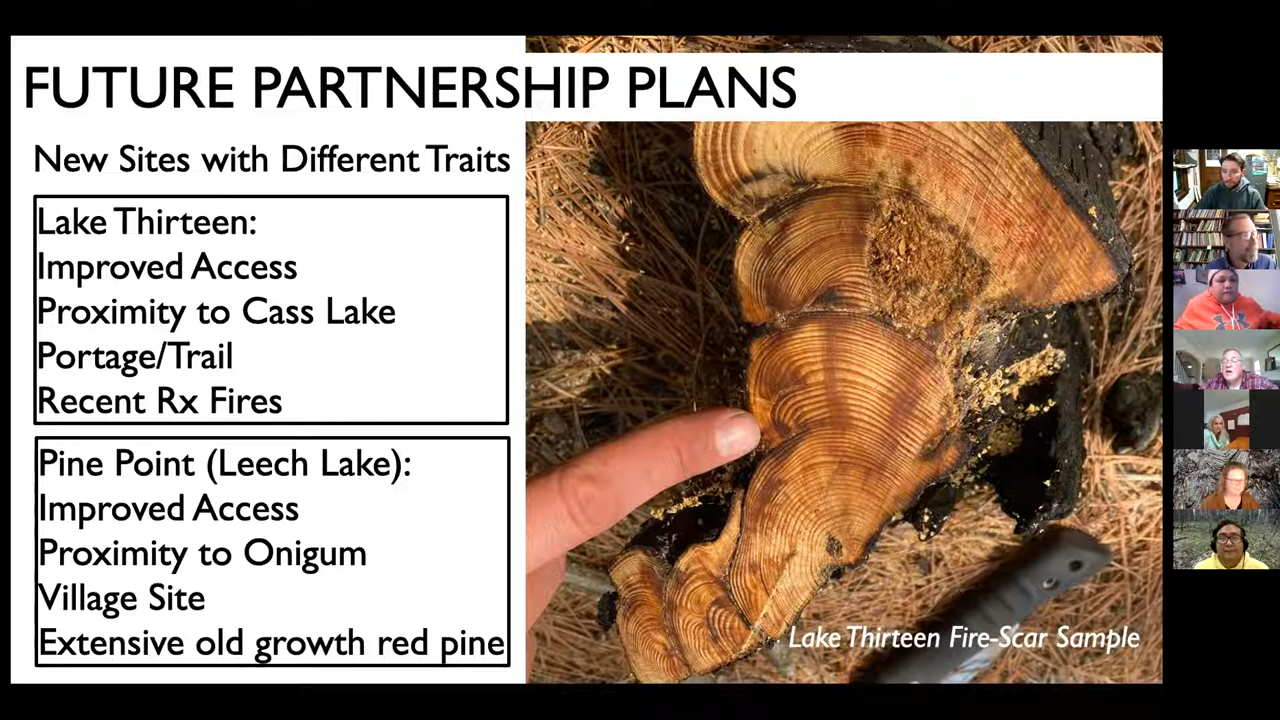 FUTURE PARTNERSHIP PLANS
New Sites with Different Traits
Lake Thirteen:
Improved Access
Proximity to Cass Lake
Portage/Trail
Recent Rx Fires
Pine Point (Leech Lake):
Improved Access
Proximity to Onigum
Village Site
Extensive old growth red pine
Lake Thirteen Fire-Scar Sample